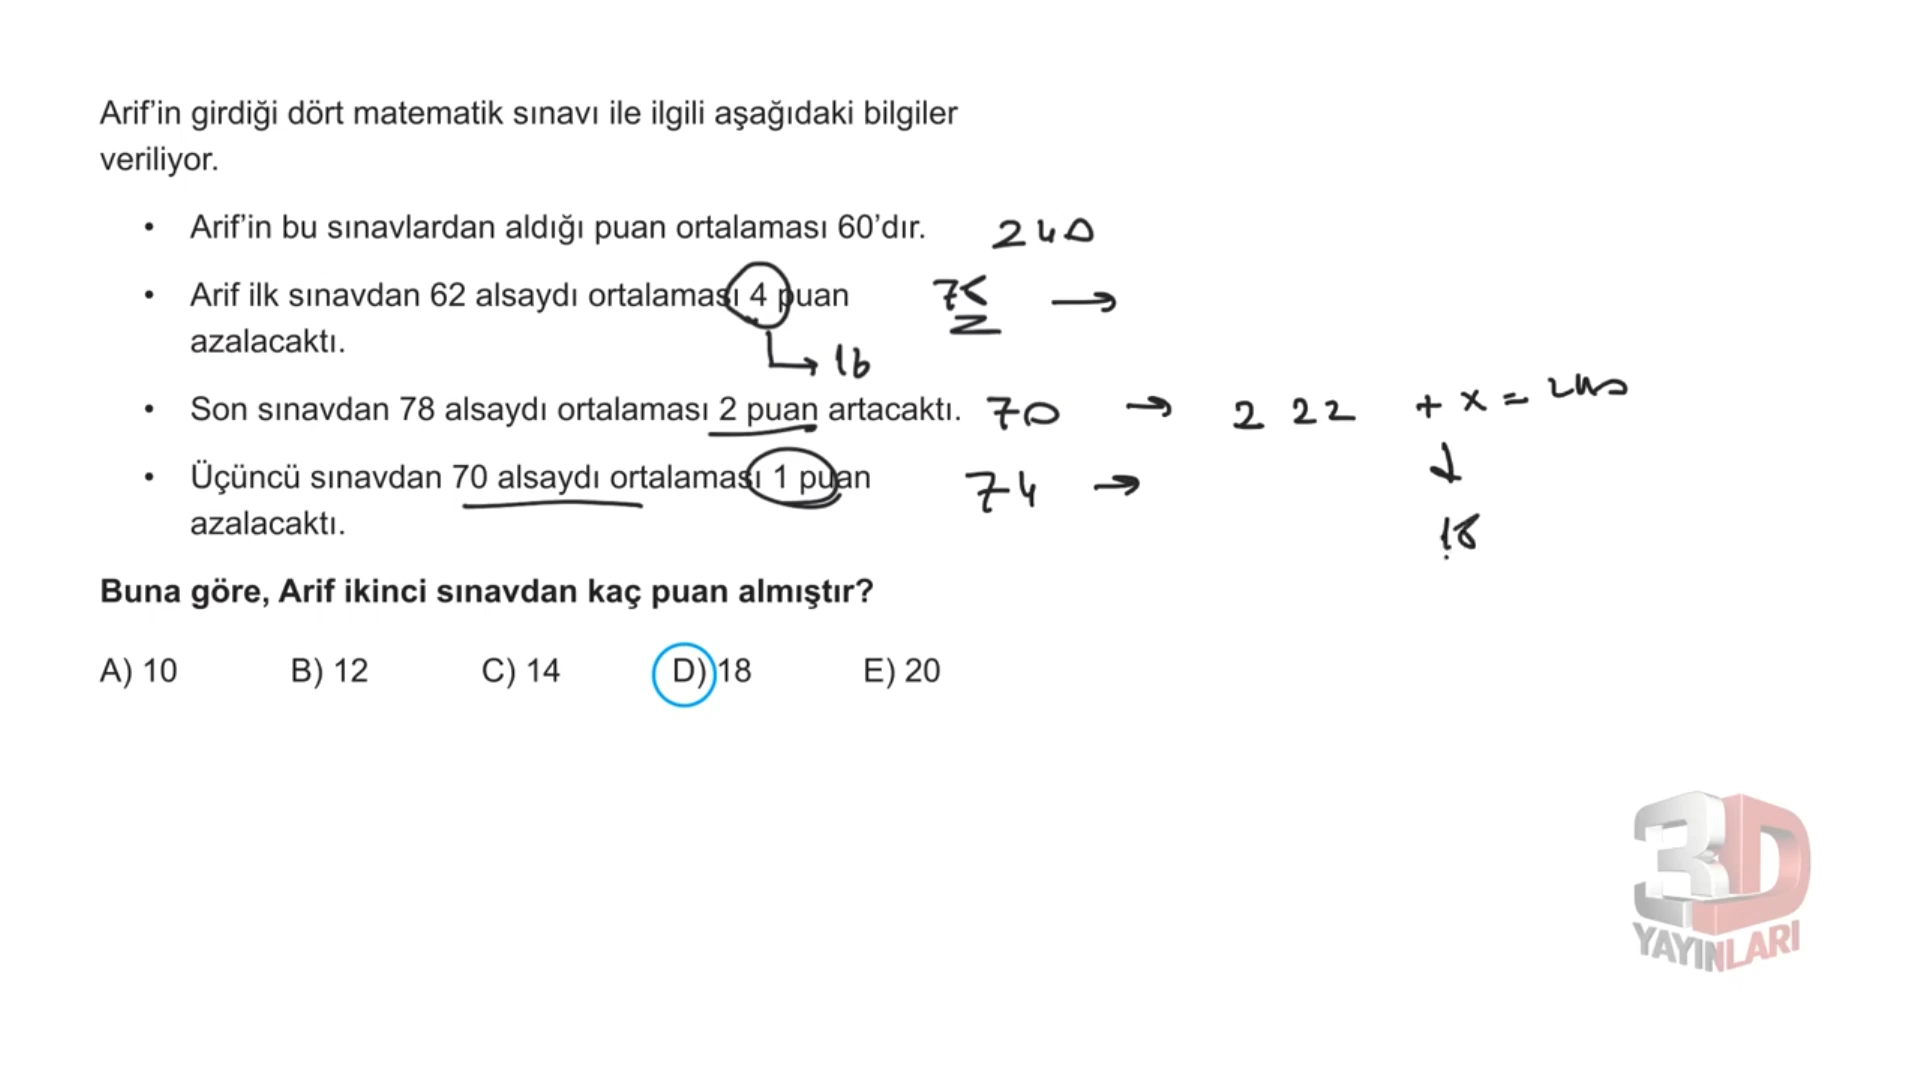 Arif’in girdiği dört matematik sınavı ile ilgili aşağıdaki bilgiler
veriliyor.
• Arif’in bu sınavlardan aldığı puan ortalaması 60’dır. 240
• Arif ilk sınavdan 62 alsaydı ortalaması 4 puan
azalacaktı.
→ 16
• Son sınavdan 78 alsaydı ortalaması 2 puan artacaktı. 70 → 222 + x = 240
• Üçüncü sınavdan 70 alsaydı ortalaması 1 puan 74 →
azalacaktı.
18
Buna göre, Arif ikinci sınavdan kaç puan almıştır?
A) 10 B) 12 C) 14 D) 18 E) 20
3D
YAYINLARI